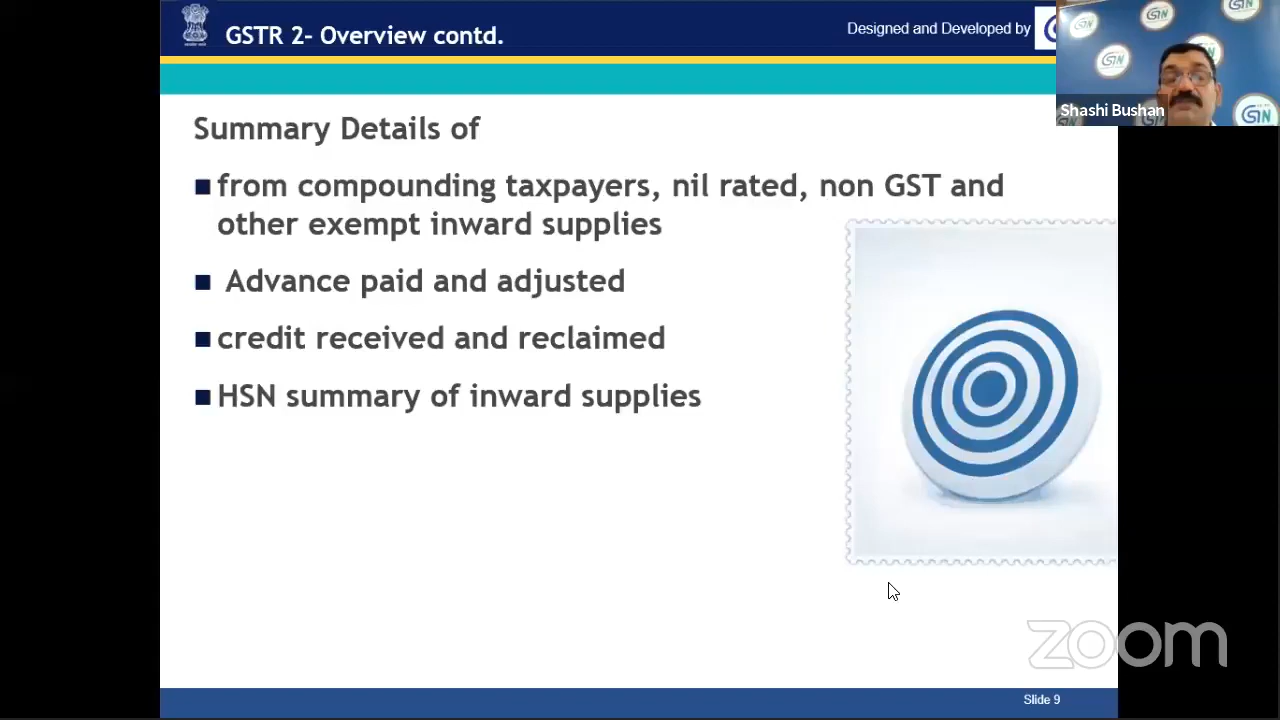 GSTR 2- Overview contd.
Designed and Developed by
Shashi Bushan
Summary Details of
from compounding taxpayers, nil rated, non GST and
other exempt inward supplies
Advance paid and adjusted
credit received and reclaimed
HSN summary of inward supplies
zoom
Slide 9